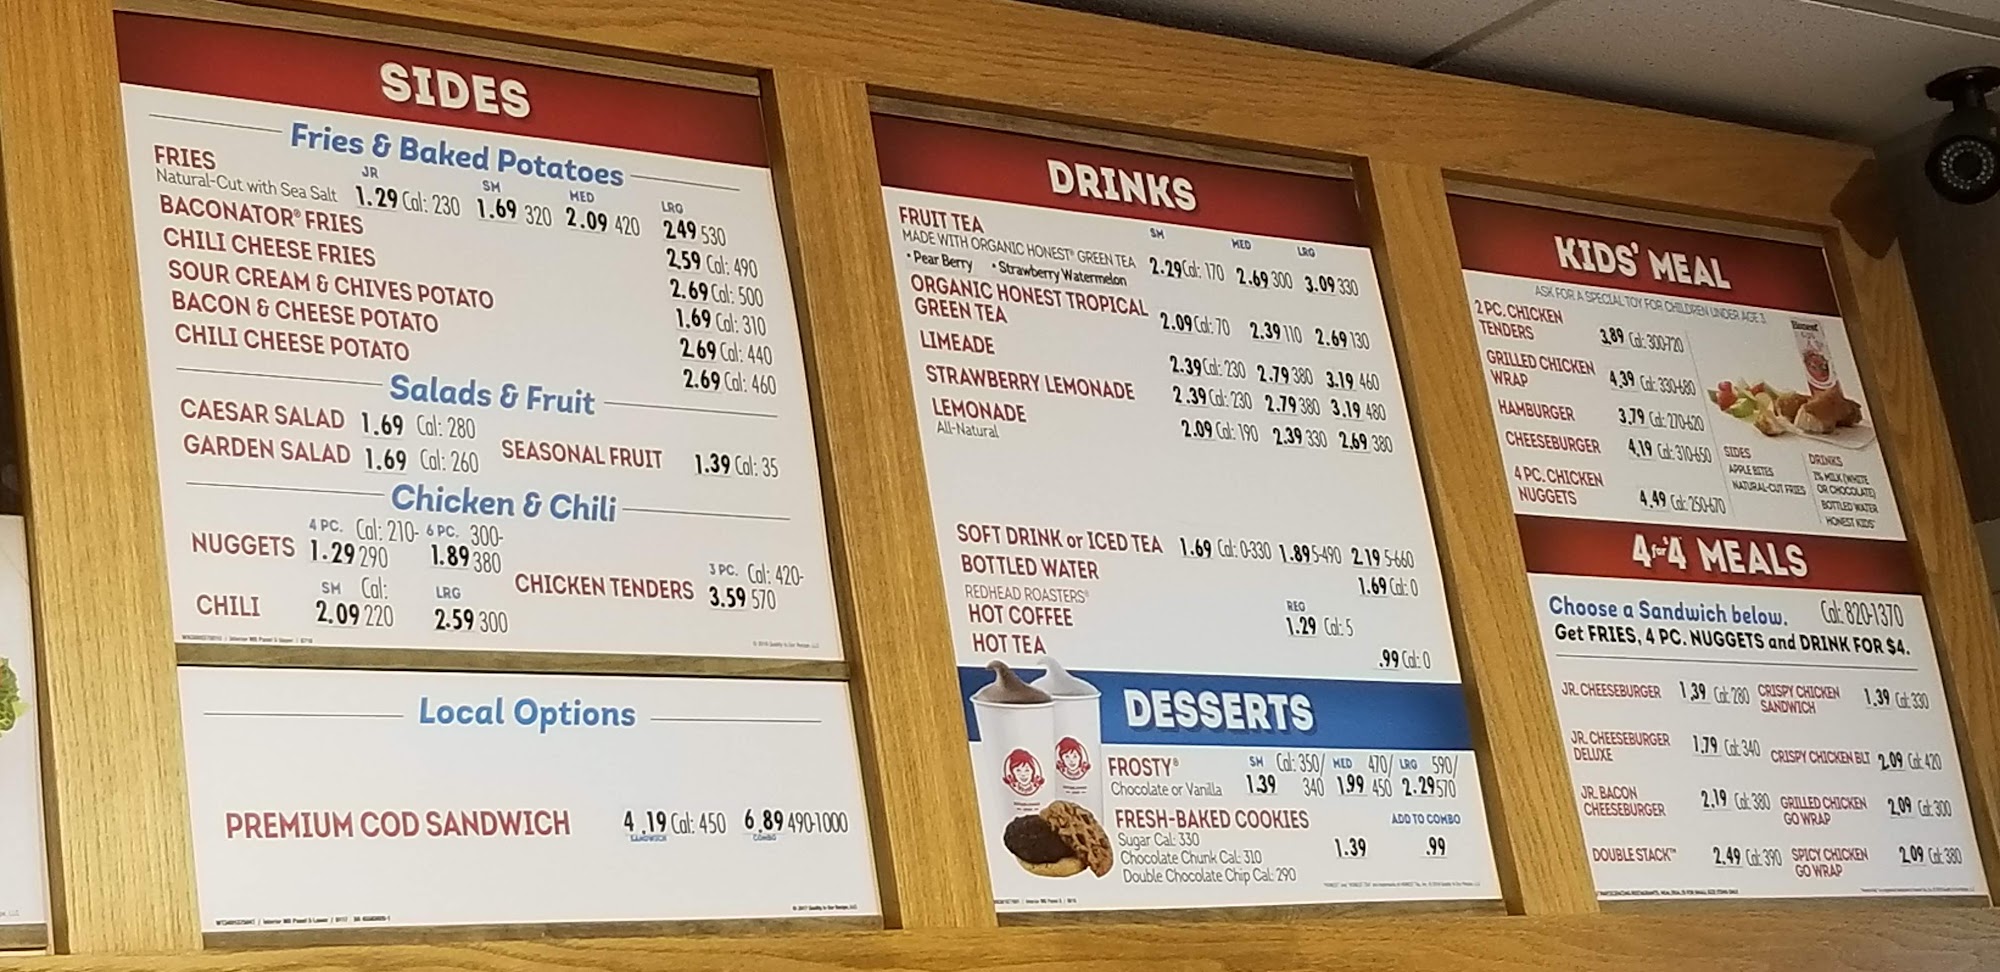 SIDES
Fries & Baked Potatoes
FRIES JR SM MED LRG
Natural-Cut with Sea Salt 1.29 Cal: 230 1.69 320 2.09 420 2.49 530
BACONATOR® FRIES 2.59 Cal: 490
CHILI CHEESE FRIES 2.69 Cal: 500
SOUR CREAM & CHIVES POTATO 1.69 Cal: 310
BACON & CHEESE POTATO 2.69 Cal: 440
CHILI CHEESE POTATO 2.69 Cal: 460
Salads & Fruit
CAESAR SALAD 1.69 Cal: 280
GARDEN SALAD 1.69 Cal: 260 SEASONAL FRUIT 1.39 Cal: 35
Chicken & Chili
4 PC. Cal: 210- 6 PC. 300-
NUGGETS 1.29 290 1.89 380
3 PC. Cal: 420-
CHICKEN TENDERS 3.59 570
SM Cal: LRG
CHILI 2.09 220 2.59 300
Local Options
PREMIUM COD SANDWICH 4.19 Cal: 450 6.89 490-1000
SANDWICH COMBO
DRINKS
FRUIT TEA SM MED LRG
MADE WITH ORGANIC HONEST® GREEN TEA 2.29 Cal: 170 2.69 300 3.09 330
• Pear Berry • Strawberry Watermelon
ORGANIC HONEST TROPICAL
GREEN TEA 2.09 Cal: 70 2.39 110 2.69 130
LIMEADE 2.39 Cal: 230 2.79 380 3.19 460
STRAWBERRY LEMONADE 2.39 Cal: 230 2.79 380 3.19 480
LEMONADE 2.09 Cal: 190 2.39 330 2.69 380
All-Natural
SOFT DRINK or ICED TEA 1.69 Cal: 0-330 1.89 5-490 2.19 5-660
BOTTLED WATER 1.69 Cal: 0
REDHEAD ROASTERS® REG
HOT COFFEE 1.29 Cal: 5
HOT TEA .99 Cal: 0
DESSERTS
SM Cal: 350/ MED 470/ LRG 590/
FROSTY®
Chocolate or Vanilla 1.39 340 1.99 450 2.29 570
FRESH-BAKED COOKIES ADD TO COMBO
Sugar Cal: 330 1.39 .99
Chocolate Chunk Cal: 310
Double Chocolate Chip Cal: 290
KIDS' MEAL
ASK FOR A SPECIAL TOY FOR CHILDREN UNDER AGE 3.
2 PC. CHICKEN
TENDERS 3.89 Cal: 300-720
GRILLED CHICKEN
WRAP 4.39 Cal: 330-680
HAMBURGER 3.79 Cal: 270-620
CHEESEBURGER 4.19 Cal: 310-650
4 PC. CHICKEN
NUGGETS 4.49 Cal: 250-670
Honest
SIDES
APPLE BITES
NATURAL-CUT FRIES
DRINKS
1% MILK (WHITE
OR CHOCOLATE)
BOTTLED WATER
HONEST KIDS®
4 for $4 MEALS
Choose a Sandwich below. Cal: 820-1370
Get FRIES, 4 PC. NUGGETS and DRINK FOR $4.
JR. CHEESEBURGER 1.39 Cal: 280
CRISPY CHICKEN
SANDWICH 1.39 Cal: 330
JR. CHEESEBURGER
DELUXE 1.79 Cal: 340
CRISPY CHICKEN BLT 2.09 Cal: 420
JR. BACON
CHEESEBURGER 2.19 Cal: 380
GRILLED CHICKEN
GO WRAP 2.09 Cal: 300
DOUBLE STACK™ 2.49 Cal: 390
SPICY CHICKEN
GO WRAP 2.09 Cal: 380